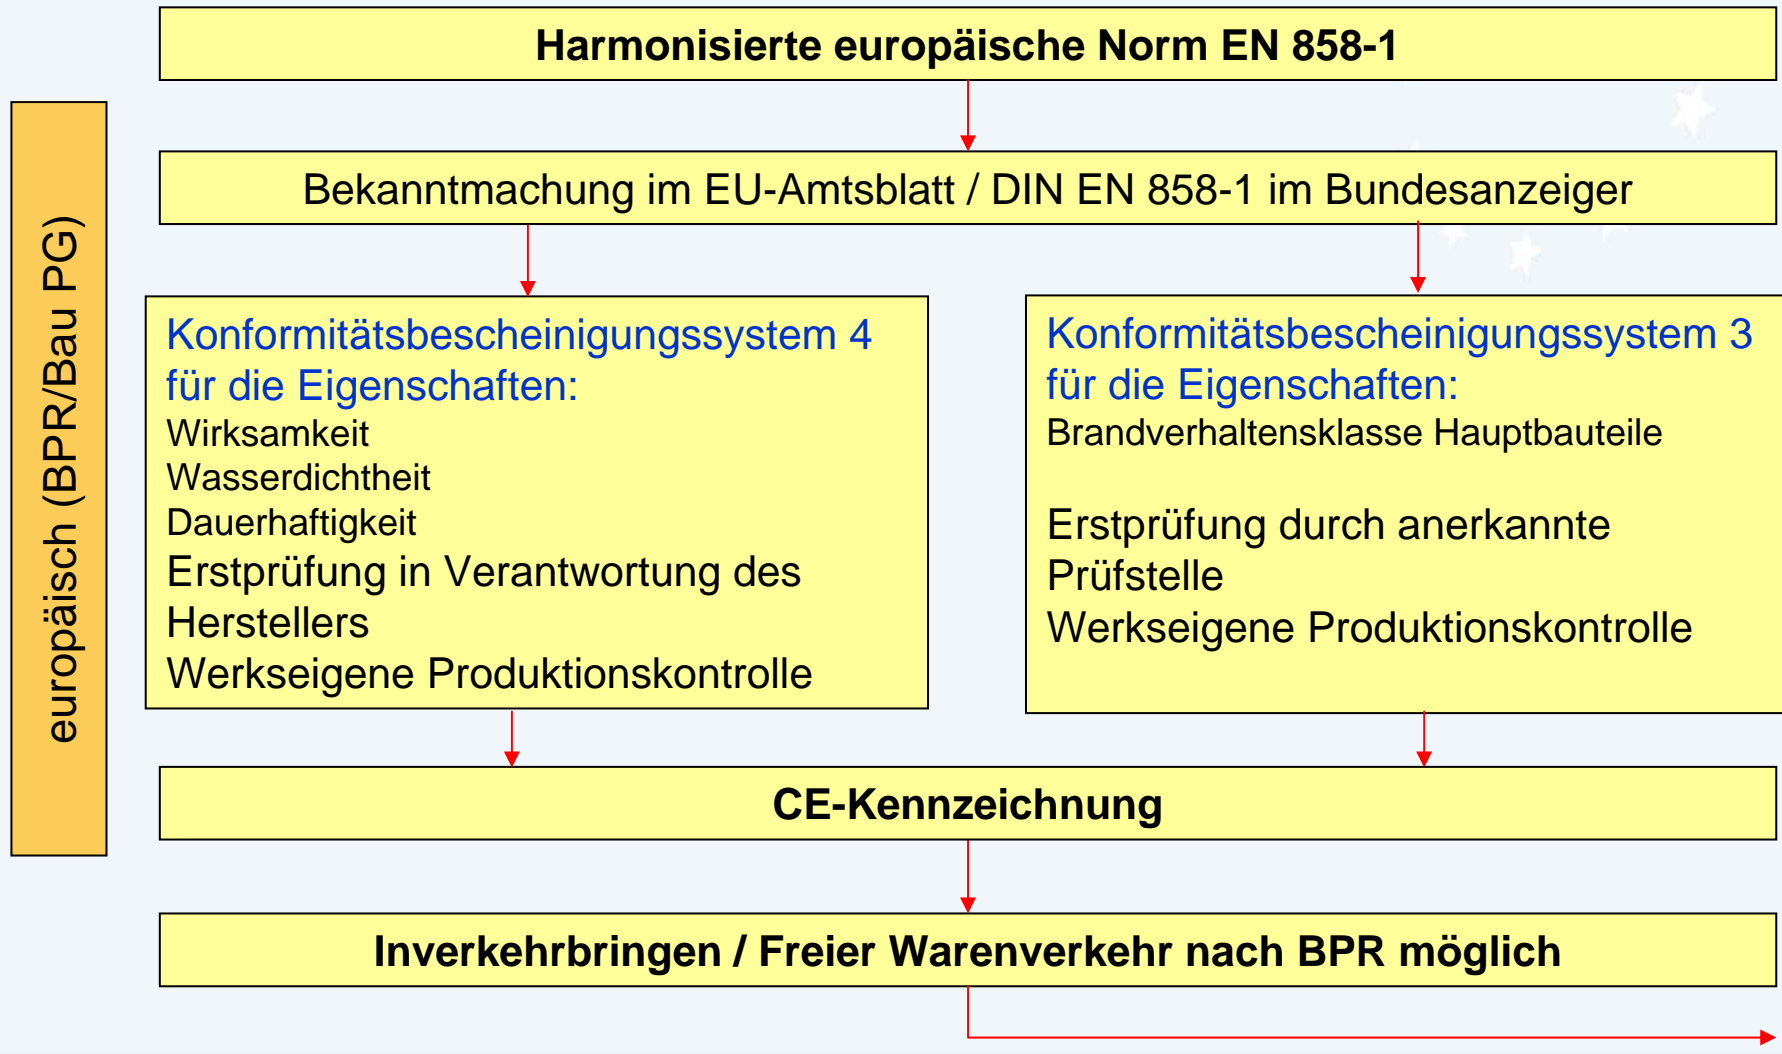 Harmonisierte europäische Norm EN 858-1
europäisch (BPR/Bau PG)
Bekanntmachung im EU-Amtsblatt / DIN EN 858-1 im Bundesanzeiger
Konformitätsbescheinigungssystem 4
für die Eigenschaften:
Wirksamkeit
Wasserdichtheit
Dauerhaftigkeit
Erstprüfung in Verantwortung des
Herstellers
Werkseigene Produktionskontrolle
Konformitätsbescheinigungssystem 3
für die Eigenschaften:
Brandverhaltensklasse Hauptbauteile
Erstprüfung durch anerkannte
Prüfstelle
Werkseigene Produktionskontrolle
CE-Kennzeichnung
Inverkehrbringen / Freier Warenverkehr nach BPR möglich